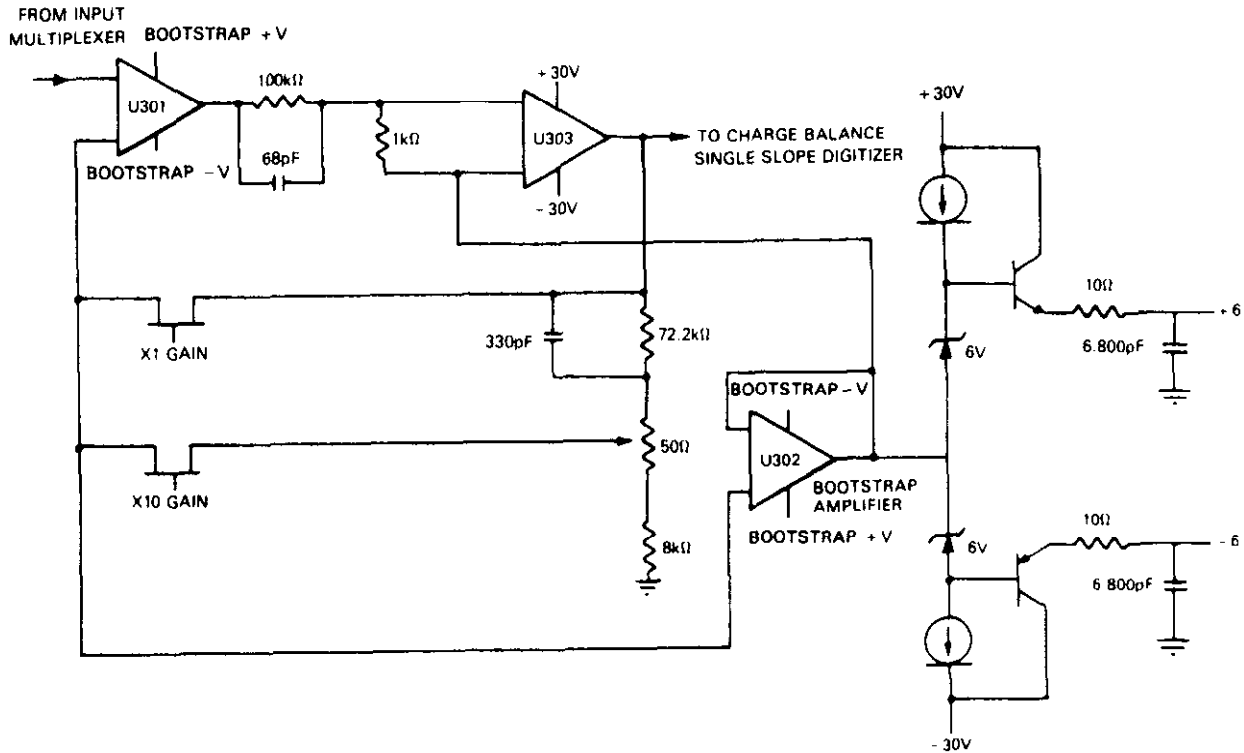 FROM INPUT
MULTIPLEXER
BOOTSTRAP +V
U301
BOOTSTRAP –V
100kΩ
68pF
1kΩ
+30V
U303
–30V
TO CHARGE BALANCE
SINGLE SLOPE DIGITIZER
X1 GAIN
330pF
72.2kΩ
X10 GAIN
50Ω
8kΩ
BOOTSTRAP–V
U302
BOOTSTRAP
AMPLIFIER
BOOTSTRAP +V
+30V
10Ω
+6
6.800pF
6V
6V
10Ω
–6
6 800pF
–30V